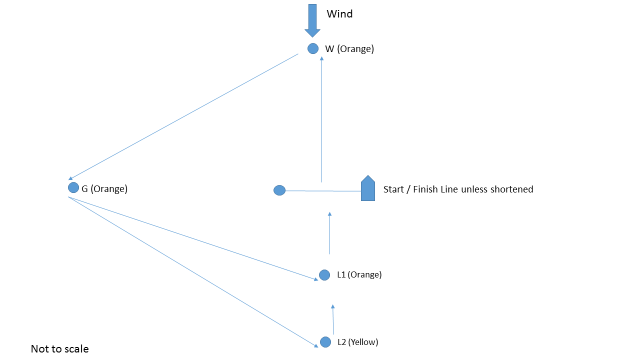 Wind
W (Orange)
G (Orange)
Start / Finish Line unless shortened
L1 (Orange)
L2 (Yellow)
Not to scale